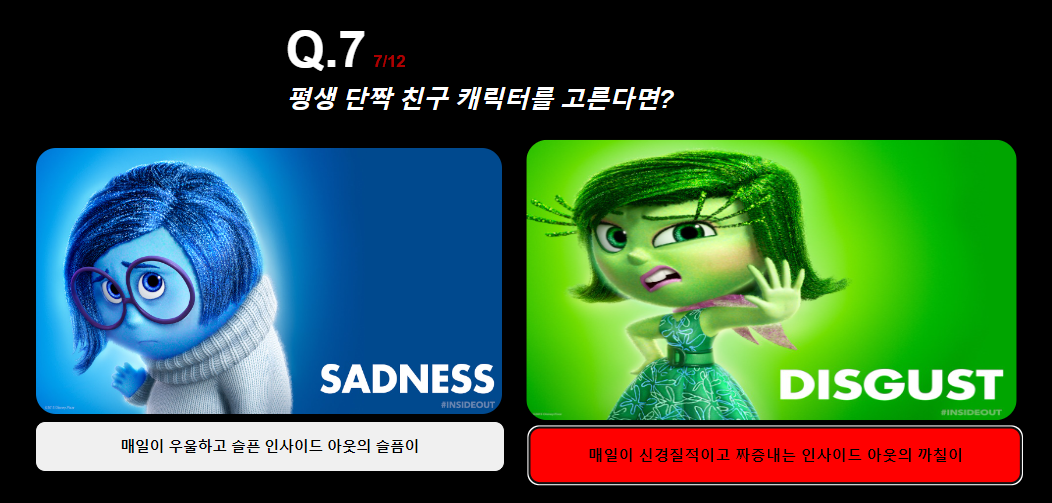 Q.7 7/12
평생 단짝 친구 캐릭터를 고른다면?
SADNESS
#INSIDEOUT
DISGUST
#INSIDEOUT
매일이 우울하고 슬픈 인사이드 아웃의 슬픔이
매일이 신경질적이고 짜증내는 인사이드 아웃의 까칠이